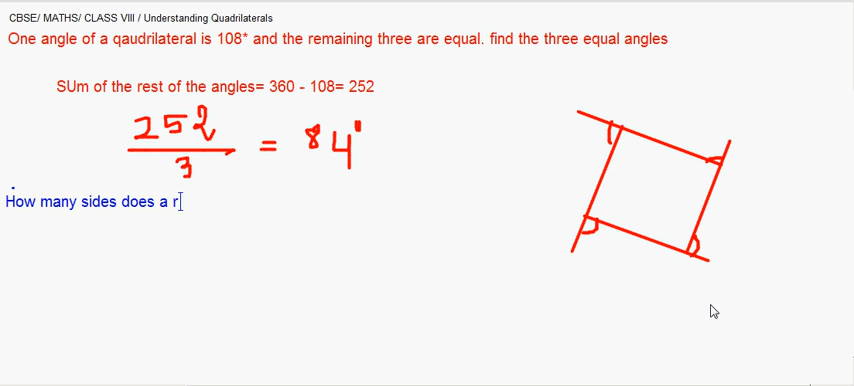 CBSE/ MATHS/ CLASS VIII / Understanding Quadrilaterals
One angle of a qaudrilateral is 108* and the remaining three are equal. find the three equal angles
SUm of the rest of the angles= 360 - 108= 252
252/3 = 84°
How many sides does a r